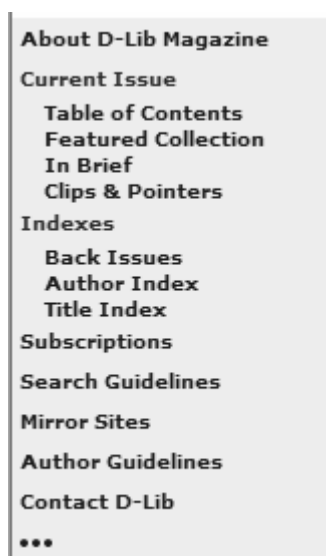 About D-Lib Magazine
Current Issue
Table of Contents
Featured Collection
In Brief
Clips & Pointers
Indexes
Back Issues
Author Index
Title Index
Subscriptions
Search Guidelines
Mirror Sites
Author Guidelines
Contact D-Lib
•••